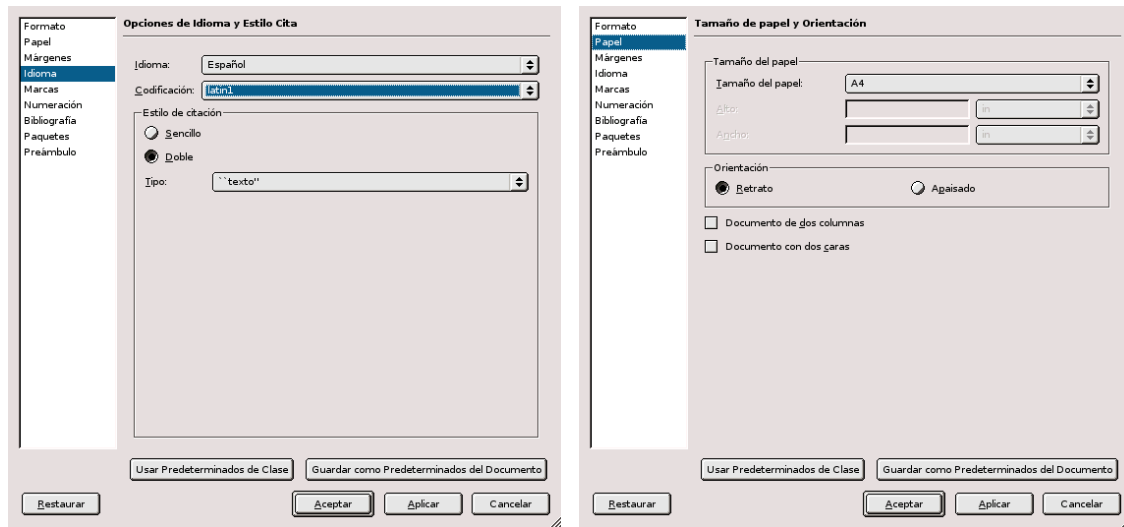 Formato
Papel
Márgenes
Idioma
Marcas
Numeración
Bibliografía
Paquetes
Preámbulo
Opciones de Idioma y Estilo Cita
Idioma: Español
Codificación: latin1
Estilo de citación
Sencillo
Doble
Tipo: ``texto''
Usar Predeterminados de Clase Guardar como Predeterminados del Documento
Restaurar Aceptar Aplicar Cancelar
Formato
Papel
Márgenes
Idioma
Marcas
Numeración
Bibliografía
Paquetes
Preámbulo
Tamaño de papel y Orientación
Tamaño del papel
Tamaño del papel: A4
Alto: in
Ancho: in
Orientación
Retrato Apaisado
Documento de dos columnas
Documento con dos caras
Usar Predeterminados de Clase Guardar como Predeterminados del Documento
Restaurar Aceptar Aplicar Cancelar